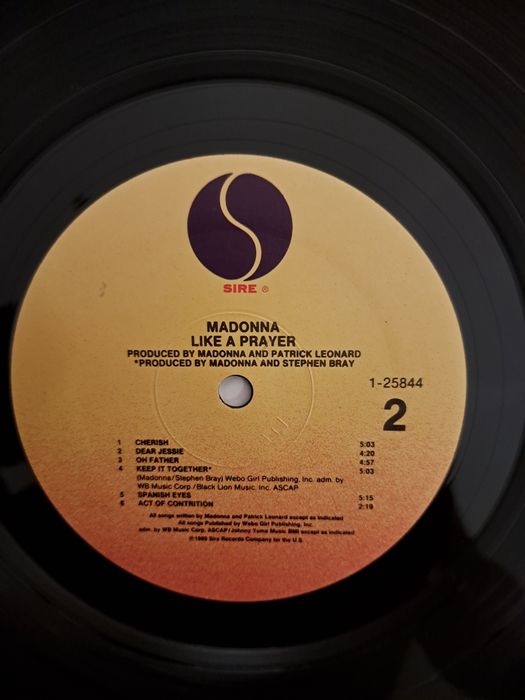 SIRE ®
MADONNA
LIKE A PRAYER
PRODUCED BY MADONNA AND PATRICK LEONARD
*PRODUCED BY MADONNA AND STEPHEN BRAY
1-25844
2
1 CHERISH 5:03
2 DEAR JESSIE 4:20
3 OH FATHER 4:57
4 KEEP IT TOGETHER* 5:03
(Madonna/Stephen Bray) Webo Girl Publishing, Inc. adm. by
WB Music Corp./Black Lion Music, Inc. ASCAP
5 SPANISH EYES 5:15
6 ACT OF CONTRITION 2:19
All songs written by Madonna and Patrick Leonard except as indicated
All songs Published by Webo Girl Publishing, Inc.
adm. by WB Music Corp. ASCAP/Johnny Yuma Music BMI except as indicated
℗1989 Sire Records Company for the U.S.